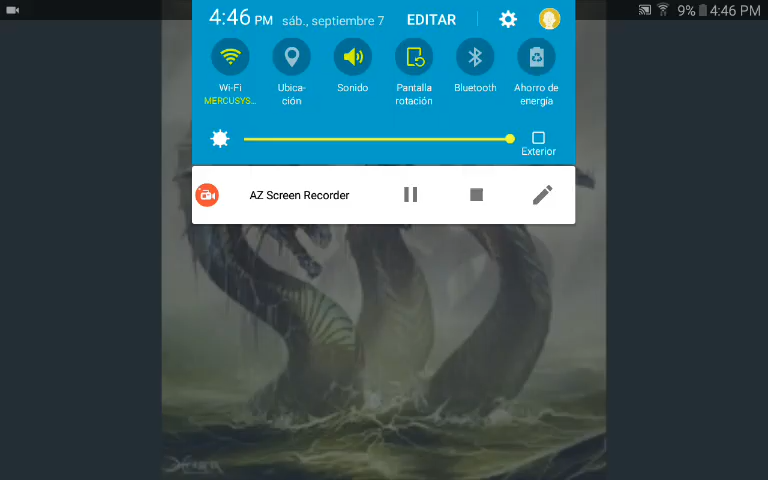 4:46 PM sáb., septiembre 7 EDITAR
9% 4:46 PM
Wi-Fi
MERCUSYS...
Ubica-
ción
Sonido
Pantalla
rotación
Bluetooth
Ahorro de
energía
Exterior
AZ Screen Recorder